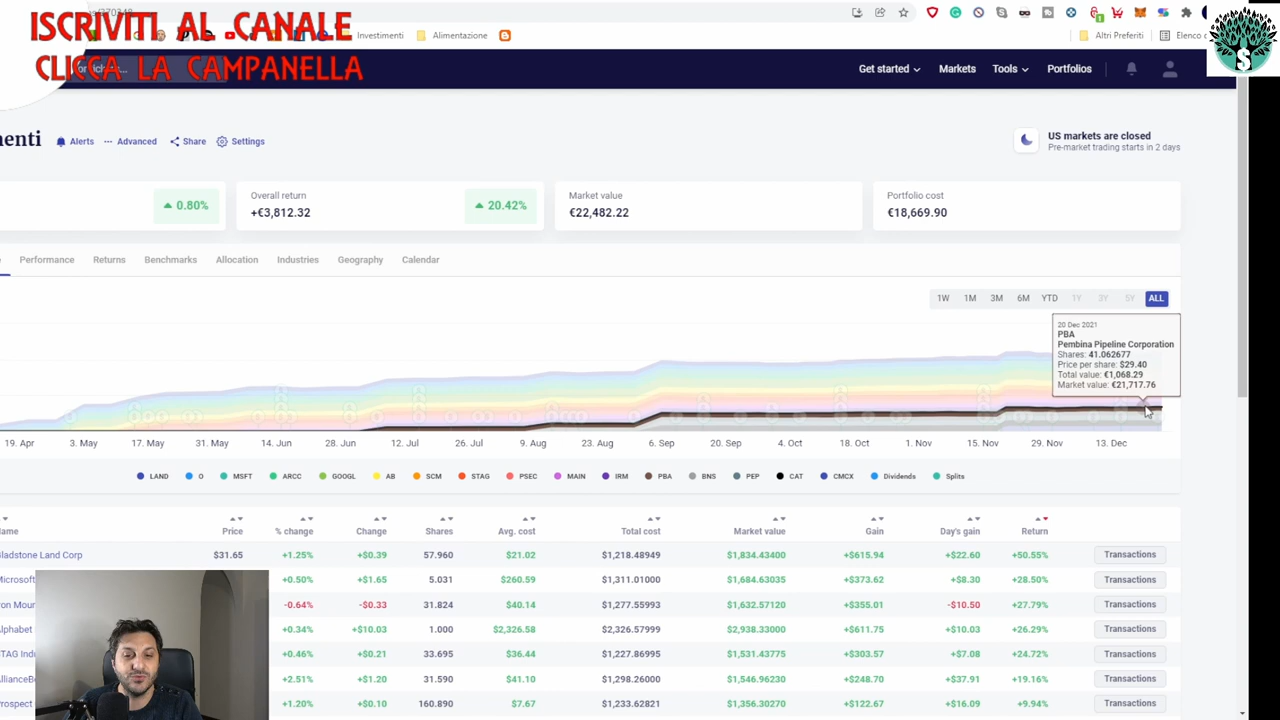 ISCRIVITI AL CANALE
CLICCA LA CAMPANELLA
Investimenti
Alimentazione
Altri Preferiti
Elenco
Get started
Markets
Tools
Portfolios
Alerts
Advanced
Share
Settings
US markets are closed
Pre-market trading starts in 2 days
0.80%
Overall return
+€3,812.32
20.42%
Market value
€22,482.22
Portfolio cost
€18,669.90
Performance Returns Benchmarks Allocation Industries Geography Calendar
1W 1M 3M 6M YTD 1Y 3Y 5Y ALL
20 Dec 2021
PBA
Pembina Pipeline Corporation
Shares: 41.062677
Price per share: $29.40
Total value: €1,068.29
Market value: €21,717.76
19. Apr 3. May 17. May 31. May 14. Jun 28. Jun 12. Jul 26. Jul 9. Aug 23. Aug 6. Sep 20. Sep 4. Oct 18. Oct 1. Nov 15. Nov 29. Nov 13. Dec
LAND O MSFT ARCC GOOGL AB SCM STAG PSEC MAIN IRM PBA BNS PEP CAT CMCX Dividends Splits
Price % change Change Shares Avg. cost Total cost Market value Gain Day's gain Return
Gladstone Land Corp $31.65 +1.25% +$0.39 57.960 $21.02 $1,218.48949 $1,834.43400 +$615.94 +$22.60 +50.55% Transactions
Microsoft +0.50% +$1.65 5.031 $260.59 $1,311.01000 $1,684.63035 +$373.62 +$8.30 +28.50% Transactions
-0.64% -$0.33 31.824 $40.14 $1,277.55993 $1,632.57120 +$355.01 -$10.50 +27.79% Transactions
Alphabet +0.34% +$10.03 1.000 $2,326.58 $2,326.57999 $2,938.33000 +$611.75 +$10.03 +26.29% Transactions
+0.46% +$0.21 33.695 $36.44 $1,227.86995 $1,531.43775 +$303.57 +$7.08 +24.72% Transactions
+2.51% +$1.20 31.590 $41.10 $1,298.26000 $1,546.96230 +$248.70 +$37.91 +19.16% Transactions
Prospect +1.20% +$0.10 160.890 $7.67 $1,233.62821 $1,356.30270 +$122.67 +$16.09 +9.94% Transactions